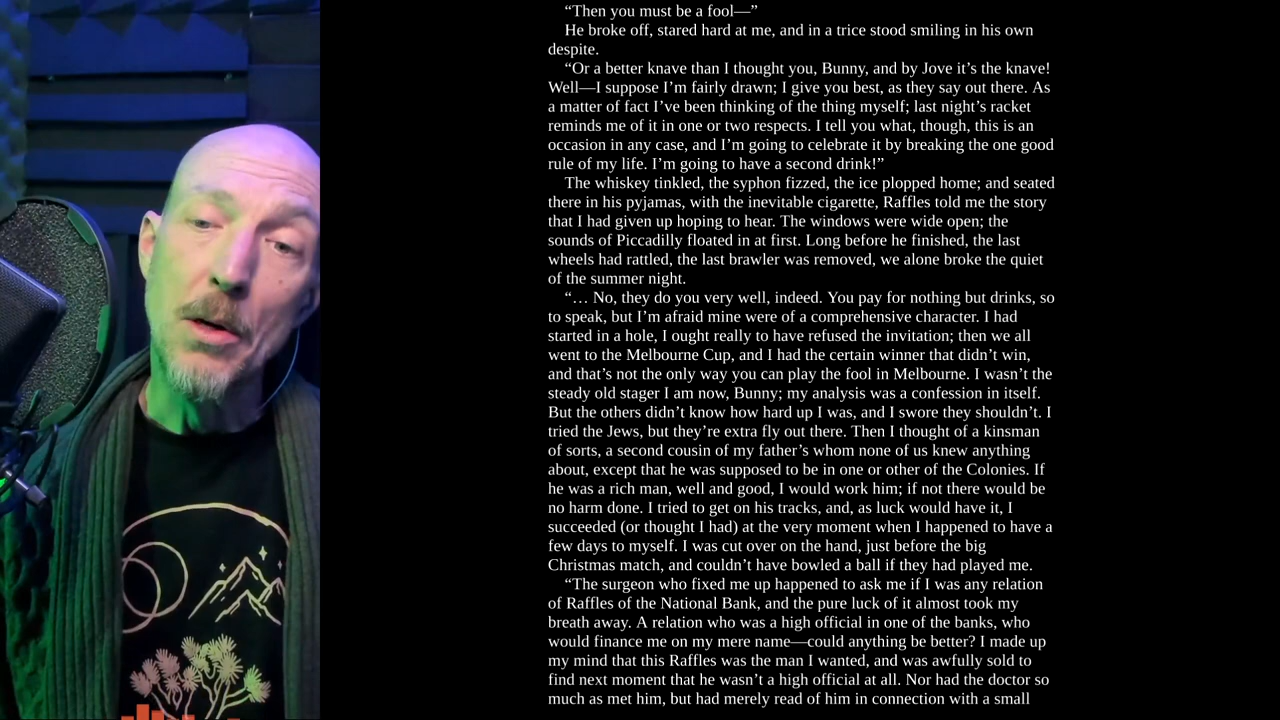 “Then you must be a fool—”
He broke off, stared hard at me, and in a trice stood smiling in his own
despite.
“Or a better knave than I thought you, Bunny, and by Jove it’s the knave!
Well—I suppose I’m fairly drawn; I give you best, as they say out there. As
a matter of fact I’ve been thinking of the thing myself; last night’s racket
reminds me of it in one or two respects. I tell you what, though, this is an
occasion in any case, and I’m going to celebrate it by breaking the one good
rule of my life. I’m going to have a second drink!”
The whiskey tinkled, the syphon fizzed, the ice plopped home; and seated
there in his pyjamas, with the inevitable cigarette, Raffles told me the story
that I had given up hoping to hear. The windows were wide open; the
sounds of Piccadilly floated in at first. Long before he finished, the last
wheels had rattled, the last brawler was removed, we alone broke the quiet
of the summer night.
“… No, they do you very well, indeed. You pay for nothing but drinks, so
to speak, but I’m afraid mine were of a comprehensive character. I had
started in a hole, I ought really to have refused the invitation; then we all
went to the Melbourne Cup, and I had the certain winner that didn’t win,
and that’s not the only way you can play the fool in Melbourne. I wasn’t the
steady old stager I am now, Bunny; my analysis was a confession in itself.
But the others didn’t know how hard up I was, and I swore they shouldn’t. I
tried the Jews, but they’re extra fly out there. Then I thought of a kinsman
of sorts, a second cousin of my father’s whom none of us knew anything
about, except that he was supposed to be in one or other of the Colonies. If
he was a rich man, well and good, I would work him; if not there would be
no harm done. I tried to get on his tracks, and, as luck would have it, I
succeeded (or thought I had) at the very moment when I happened to have a
few days to myself. I was cut over on the hand, just before the big
Christmas match, and couldn’t have bowled a ball if they had played me.
“The surgeon who fixed me up happened to ask me if I was any relation
of Raffles of the National Bank, and the pure luck of it almost took my
breath away. A relation who was a high official in one of the banks, who
would finance me on my mere name—could anything be better? I made up
my mind that this Raffles was the man I wanted, and was awfully sold to
find next moment that he wasn’t a high official at all. Nor had the doctor so
much as met him, but had merely read of him in connection with a small